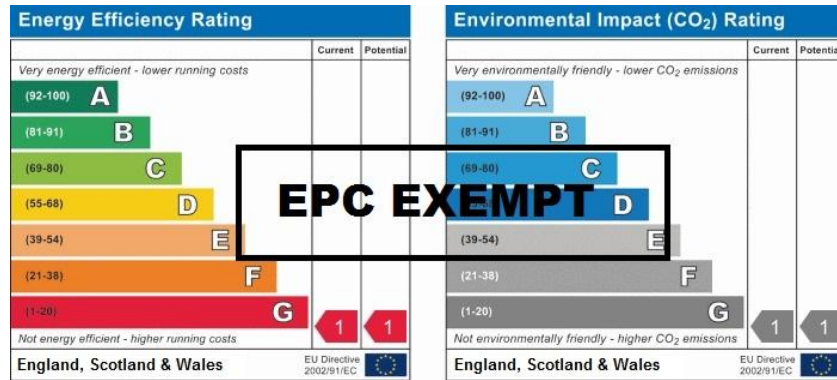 Energy Efficiency Rating
Current Potential
Very energy efficient - lower running costs
(92-100) A
(81-91) B
(69-80) C
(55-68) D
(39-54) E
(21-38) F
(1-20) G
1 1
Not energy efficient - higher running costs
England, Scotland & Wales
EU Directive
2002/91/EC
Environmental Impact (CO₂) Rating
Current Potential
Very environmentally friendly - lower CO₂ emissions
(92-100) A
(81-91) B
(69-80) C
D
(39-54) E
(21-38) F
(1-20) G
1 1
Not environmentally friendly - higher CO₂ emissions
England, Scotland & Wales
EU Directive
2002/91/EC
EPC EXEMPT